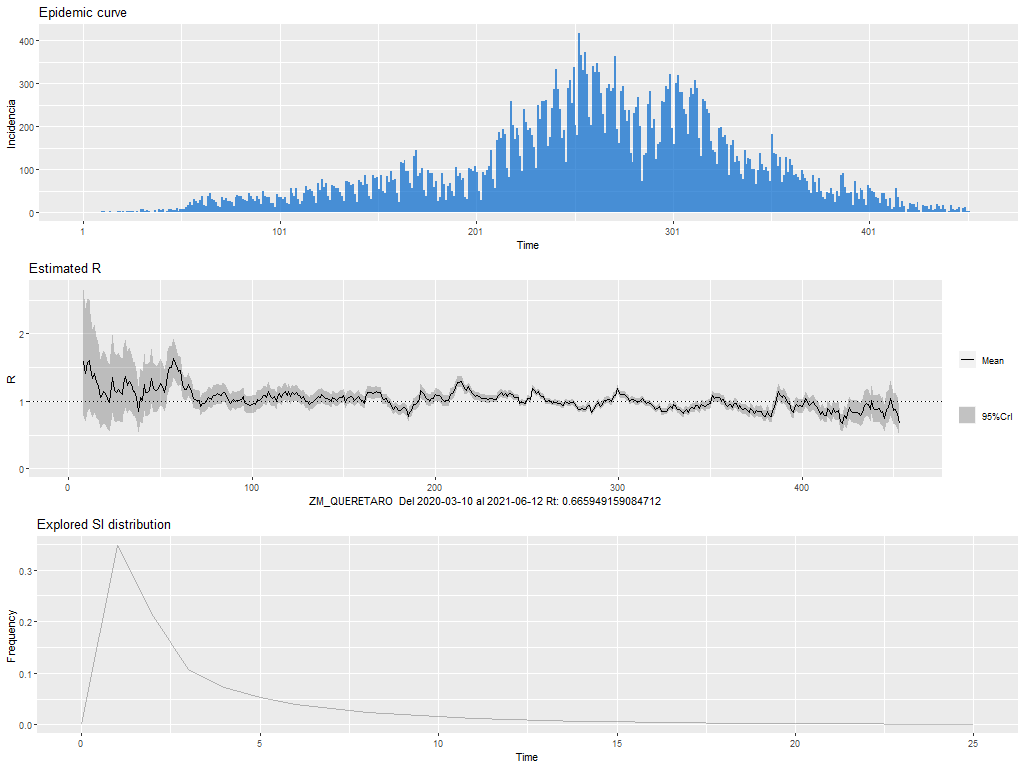 Epidemic curve
400
300
200
100
0
Incidencia
1 101 201 301 401
Time
Estimated R
2
1
0
R
Mean
95%CrI
0 100 200 300 400
ZM_QUERETARO Del 2020-03-10 al 2021-06-12 Rt: 0.665949159084712
Explored SI distribution
0.3
0.2
0.1
0.0
Frequency
0 5 10 15 20 25
Time